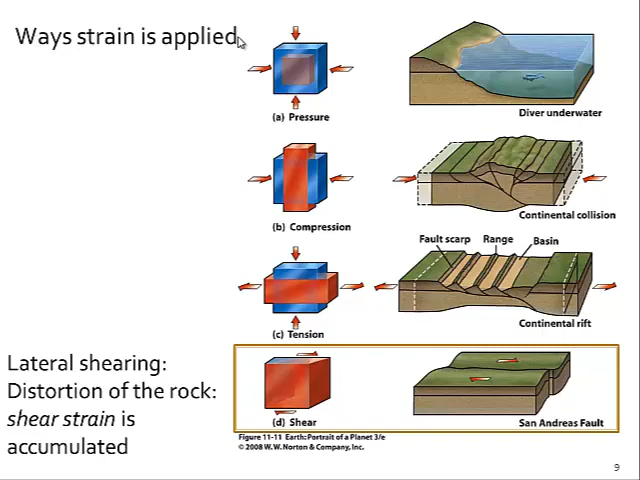 Ways strain is applied
(a) Pressure
Diver underwater
(b) Compression
Continental collision
Fault scarp Range Basin
(c) Tension
Continental rift
Lateral shearing:
Distortion of the rock:
shear strain is
accumulated
(d) Shear
San Andreas Fault
Figure 11-11 Earth: Portrait of a Planet 3/e
© 2008 W. W. Norton & Company, Inc.
9